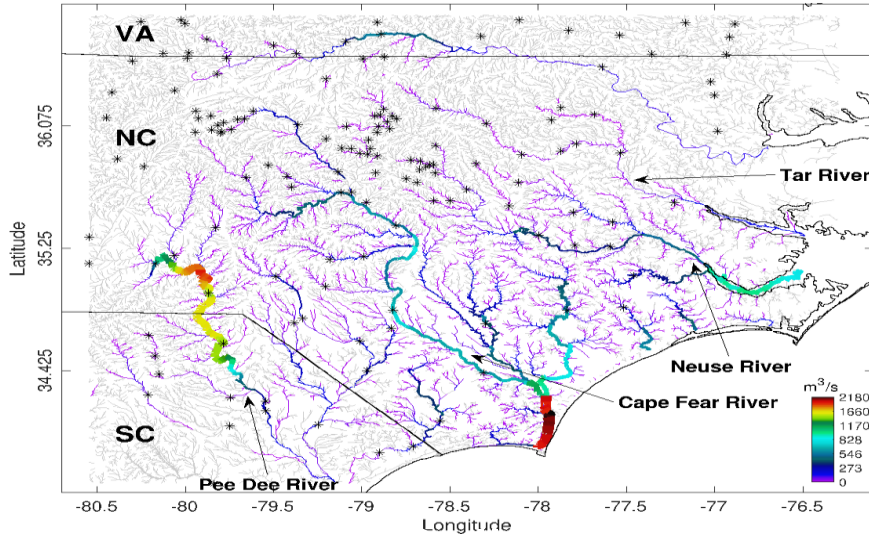 VA
NC
SC
Tar River
Neuse River
Cape Fear River
Pee Dee River
Latitude
36.075
35.25
34.425
-80.5
-80
-79.5
-79
-78.5
-78
-77.5
-77
-76.5
Longitude
m³/s
2180
1660
1170
828
546
273
0